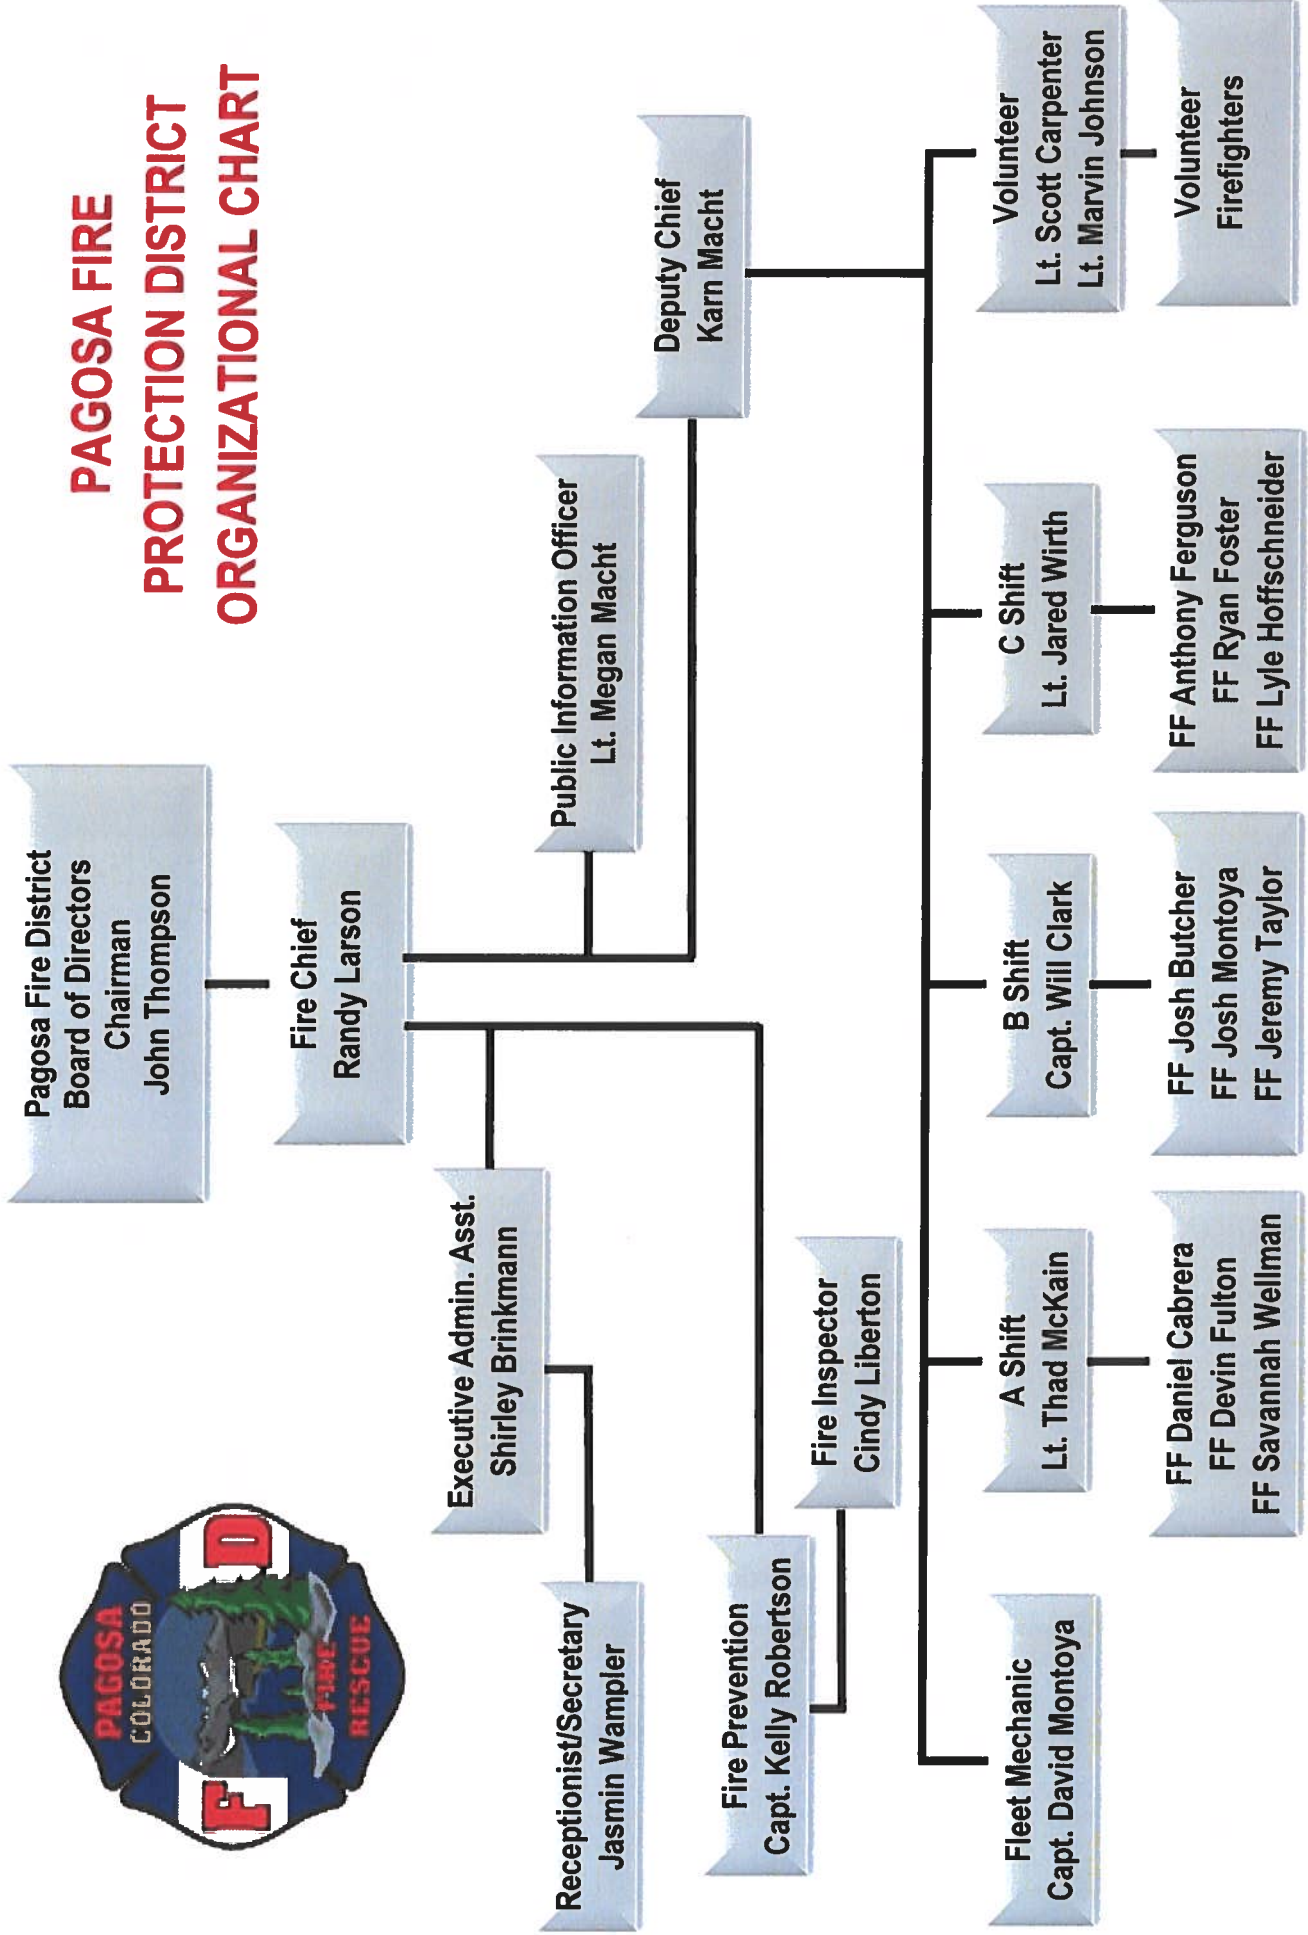 PAGOSA FIRE
PROTECTION DISTRICT
ORGANIZATIONAL CHART
PAGOSA
COLORADO
F D
FIRE
RESCUE
Pagosa Fire District
Board of Directors
Chairman
John Thompson
Fire Chief
Randy Larson
Executive Admin. Asst.
Shirley Brinkmann
Public Information Officer
Lt. Megan Macht
Receptionist/Secretary
Jasmin Wampler
Deputy Chief
Karn Macht
Fire Prevention
Capt. Kelly Robertson
Fire Inspector
Cindy Liberton
Fleet Mechanic
Capt. David Montoya
A Shift
Lt. Thad McKain
B Shift
Capt. Will Clark
C Shift
Lt. Jared Wirth
Volunteer
Lt. Scott Carpenter
Lt. Marvin Johnson
FF Daniel Cabrera
FF Devin Fulton
FF Savannah Wellman
FF Josh Butcher
FF Josh Montoya
FF Jeremy Taylor
FF Anthony Ferguson
FF Ryan Foster
FF Lyle Hoffschneider
Volunteer
Firefighters